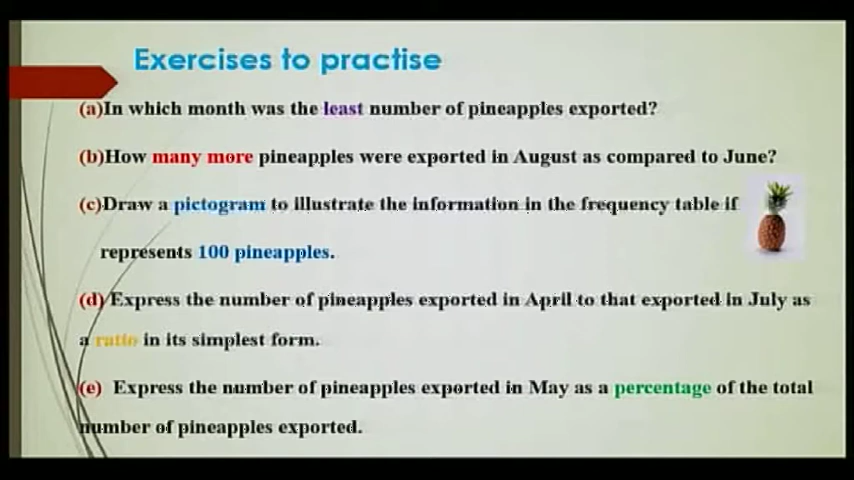 Exercises to practise
(a)In which month was the least number of pineapples exported?
(b)How many more pineapples were exported in August as compared to June?
(c)Draw a pictogram to illustrate the information in the frequency table if
represents 100 pineapples.
(d) Express the number of pineapples exported in April to that exported in July as
a ratio in its simplest form.
(e) Express the number of pineapples exported in May as a percentage of the total
number of pineapples exported.